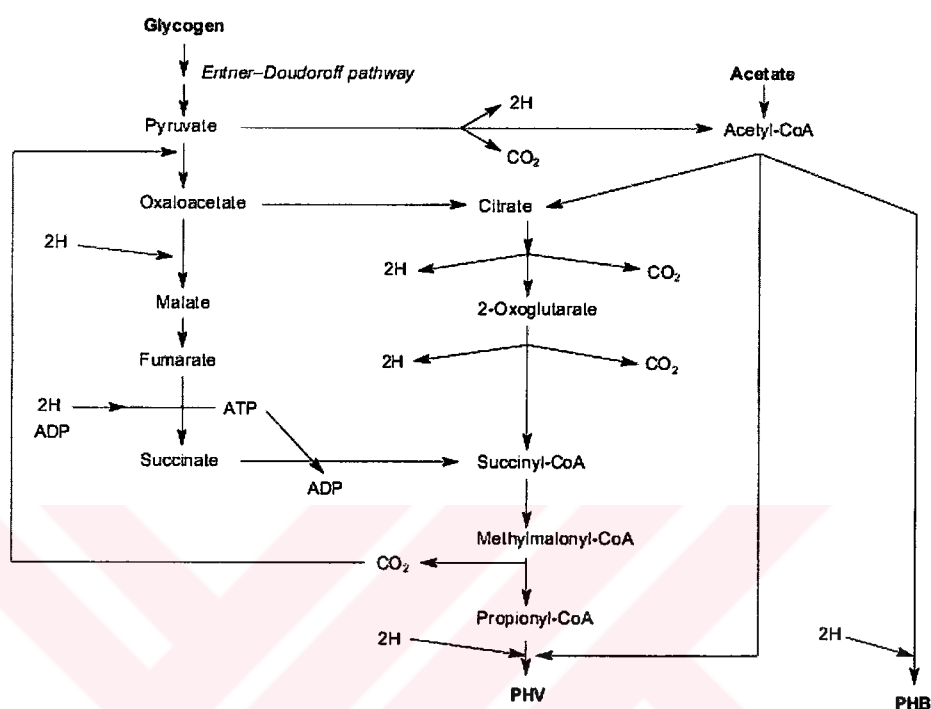 Glycogen
Entner–Doudoroff pathway
Acetate
2H
Pyruvate
Acetyl-CoA
CO₂
Oxaloacetate
Citrate
2H
2H
CO₂
Malate
2-Oxoglutarate
Fumarate
2H
CO₂
2H
ATP
ADP
Succinate
Succinyl-CoA
ADP
Methylmalonyl-CoA
CO₂
Propionyl-CoA
2H
2H
PHV
PHB